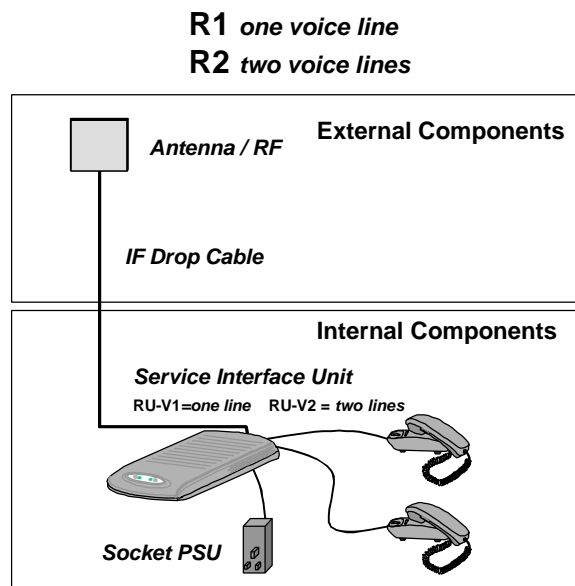 R1 one voice line
R2 two voice lines
External Components
Antenna / RF
IF Drop Cable
Internal Components
Service Interface Unit
RU-V1=one line RU-V2 = two lines
Socket PSU